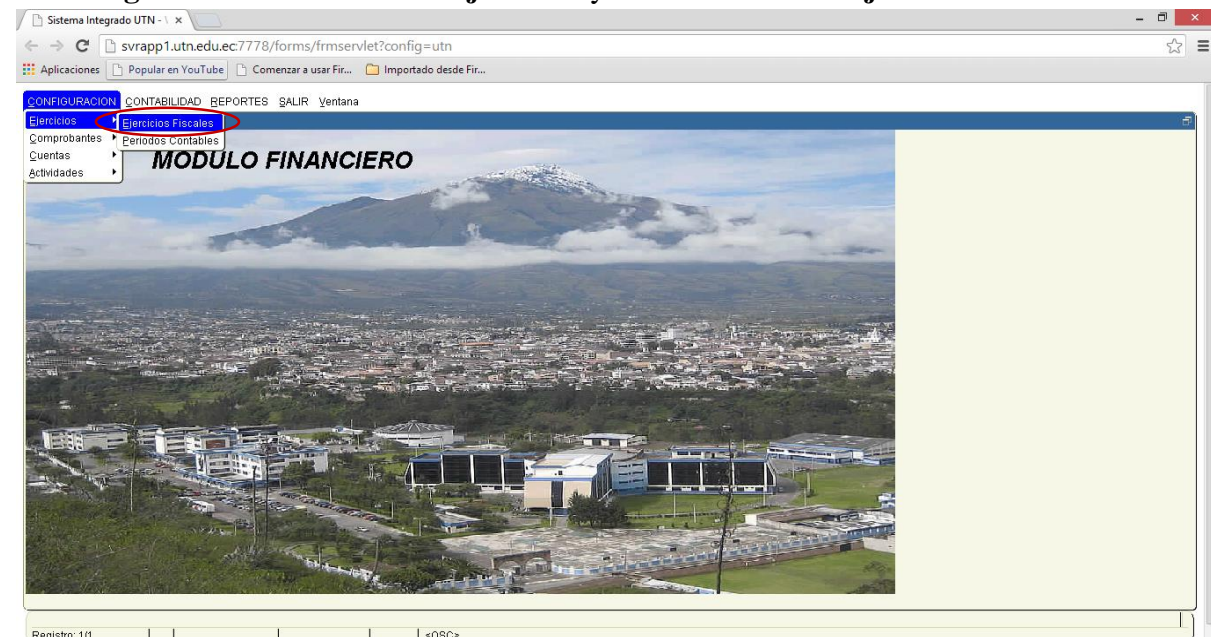 Sistema Integrado UTN - \ ×
svrapp1.utn.edu.ec:7778/forms/frmservlet?config=utn
Aplicaciones Popular en YouTube Comenzar a usar Fir... Importado desde Fir...
CONFIGURACION CONTABILIDAD REPORTES SALIR Ventana
Ejercicios Ejercicios Fiscales
Comprobantes Periodos Contables
Cuentas
Actividades
MODULO FINANCIERO
Registro: 1/1 <OSC>